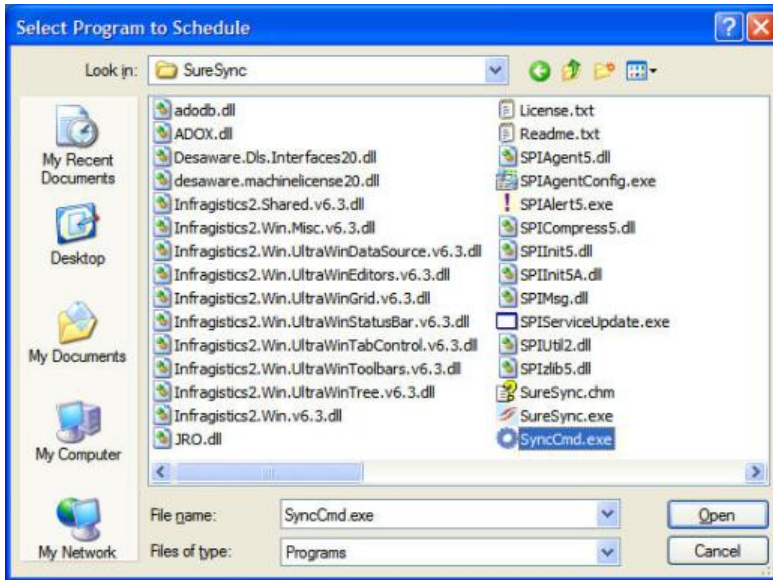 Select Program to Schedule
Look in:
SureSync
My Recent
Documents
Desktop
My Documents
My Computer
My Network
adodb.dll
ADOX.dll
Desaware.Dls.Interfaces20.dll
desaware.machinelicense20.dll
Infragistics2.Shared.v6.3.dll
Infragistics2.Win.Misc.v6.3.dll
Infragistics2.Win.UltraWinDataSource.v6.3.dll
Infragistics2.Win.UltraWinEditors.v6.3.dll
Infragistics2.Win.UltraWinGrid.v6.3.dll
Infragistics2.Win.UltraWinStatusBar.v6.3.dll
Infragistics2.Win.UltraWinTabControl.v6.3.dll
Infragistics2.Win.UltraWinToolbars.v6.3.dll
Infragistics2.Win.UltraWinTree.v6.3.dll
Infragistics2.Win.v6.3.dll
JRO.dll
License.txt
Readme.txt
SPIAgent5.dll
SPIAgentConfig.exe
SPIAlert5.exe
SPICompress5.dll
SPIInit5.dll
SPIInit5A.dll
SPIMsg.dll
SPIServiceUpdate.exe
SPIUtil2.dll
SPIzlib5.dll
SureSync.chm
SureSync.exe
SyncCmd.exe
File name:
SyncCmd.exe
Open
Files of type:
Programs
Cancel